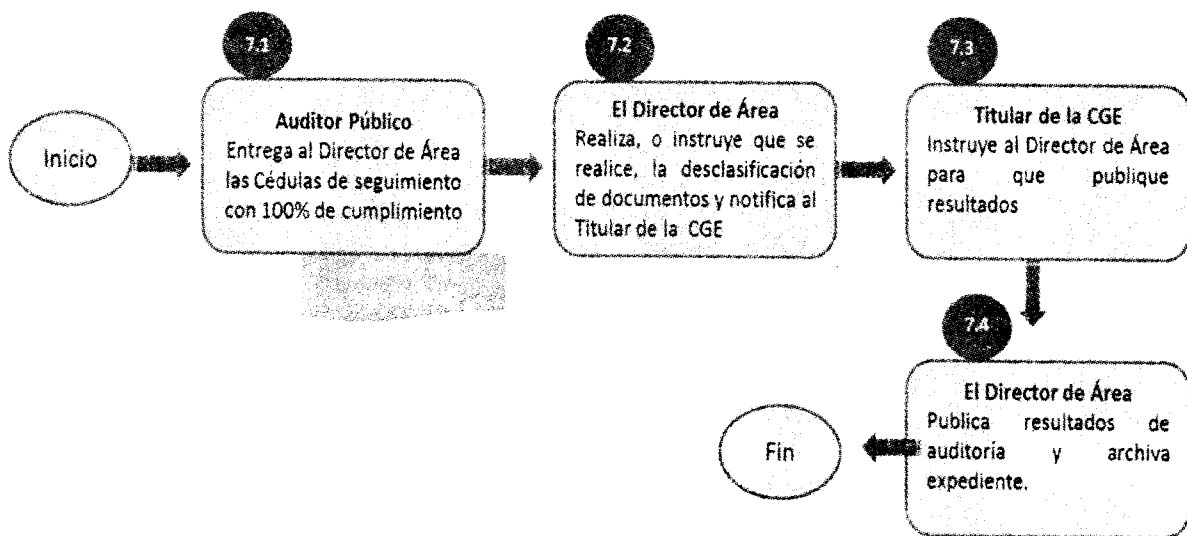 Inicio
7.1
Auditor Público
Entrega al Director de Área
las Cédulas de seguimiento
con 100% de cumplimiento
7.2
El Director de Área
Realiza, o instruye que se
realice, la desclasificación
de documentos y notifica al
Titular de la CGE
7.3
Titular de la CGE
Instruye al Director de Área
para que publique
resultados
7.4
El Director de Área
Publica resultados de
auditoría y archiva
expediente.
Fin